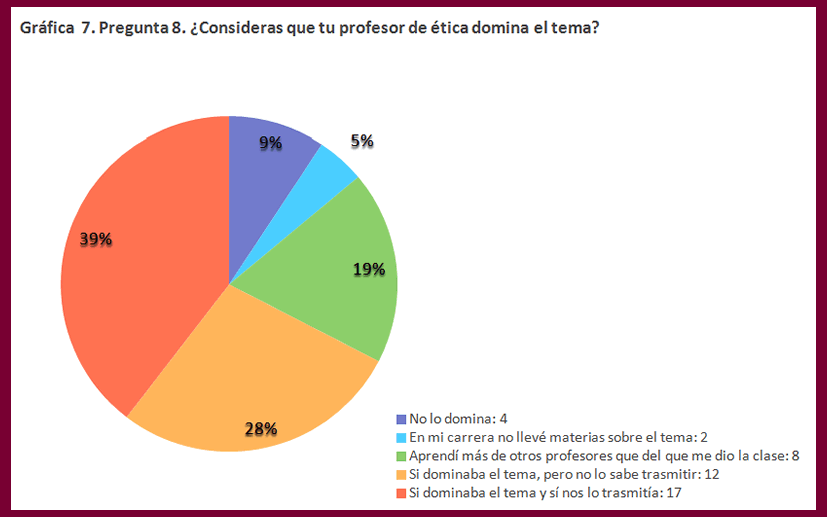 Gráfica 7. Pregunta 8. ¿Consideras que tu profesor de ética domina el tema?
9%
5%
39%
19%
28%
No lo domina: 4
En mi carrera no llevé materias sobre el tema: 2
Aprendí más de otros profesores que del que me dio la clase: 8
Si dominaba el tema, pero no lo sabe trasmitir: 12
Si dominaba el tema y sí nos lo trasmitía: 17